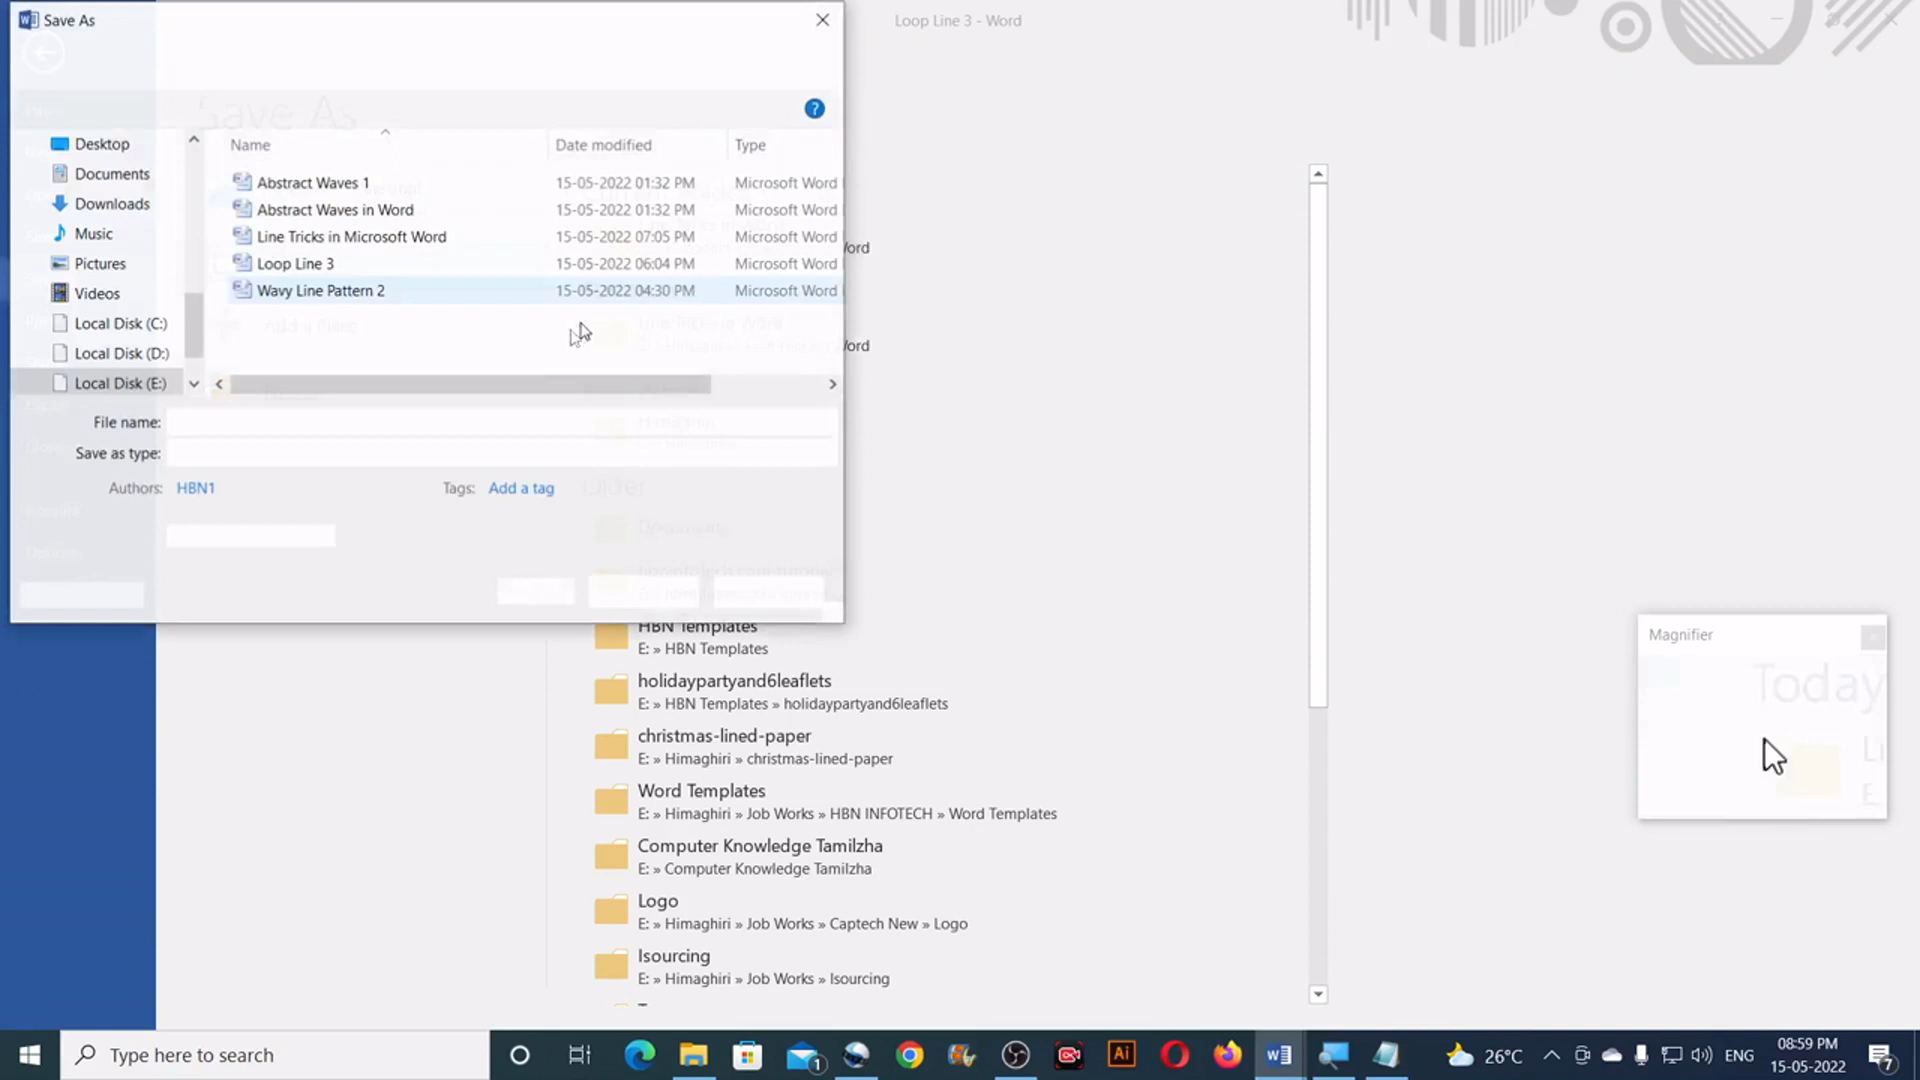 Save As
Loop Line 3 - Word
Save As
Name
Date modified
Type
Desktop
Documents
Downloads
Music
Pictures
Videos
Local Disk (C:)
Local Disk (D:)
Local Disk (E:)
Abstract Waves 1 15-05-2022 01:32 PM Microsoft Word
Abstract Waves in Word 15-05-2022 01:32 PM Microsoft Word
Line Tricks in Microsoft Word 15-05-2022 07:05 PM Microsoft Word
Loop Line 3 15-05-2022 06:04 PM Microsoft Word
Wavy Line Pattern 2 15-05-2022 04:30 PM Microsoft Word
Add a Place
File name:
Save as type:
Authors: HBN1 Tags: Add a tag
HBN Templates
E: » HBN Templates
holidaypartyand6leaflets
E: » HBN Templates » holidaypartyand6leaflets
christmas-lined-paper
E: » Himaghiri » christmas-lined-paper
Word Templates
E: » Himaghiri » Job Works » HBN INFOTECH » Word Templates
Computer Knowledge Tamilzha
E: » Computer Knowledge Tamilzha
Logo
E: » Himaghiri » Job Works » Captech New » Logo
Isourcing
E: » Himaghiri » Job Works » Isourcing
Magnifier
Today
Type here to search
1
Ai
26°C
ENG
08:59 PM
15-05-2022
7